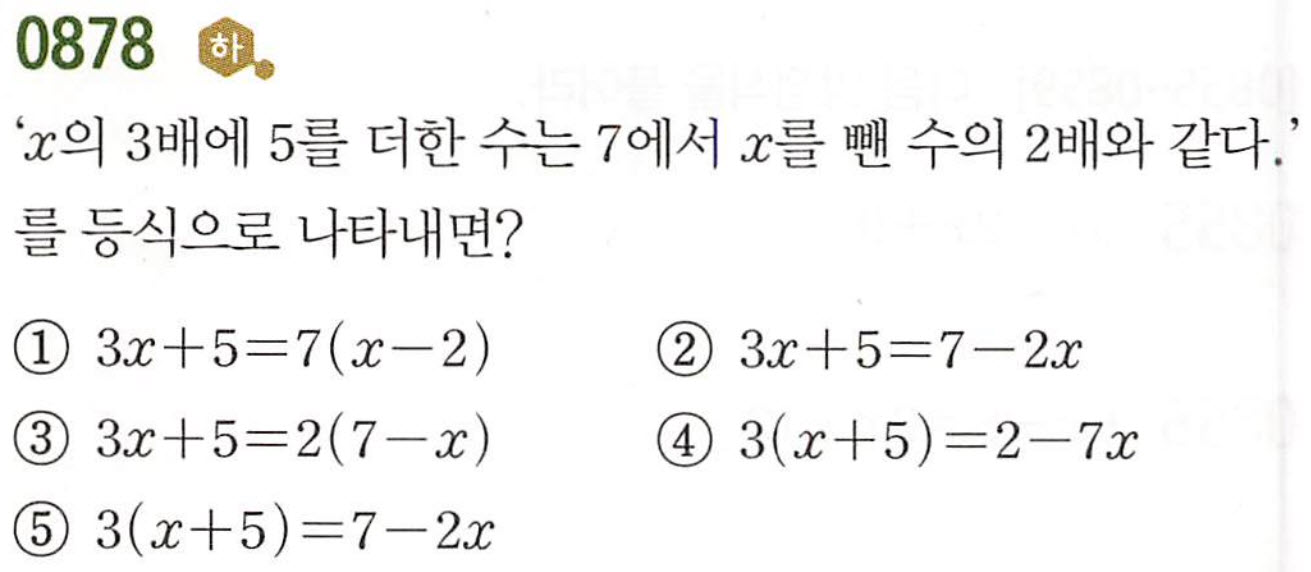 0878 하
‘x의 3배에 5를 더한 수는 7에서 x를 뺀 수의 2배와 같다.’
를 등식으로 나타내면?
① 3x+5=7(x-2) ② 3x+5=7-2x
③ 3x+5=2(7-x) ④ 3(x+5)=2-7x
⑤ 3(x+5)=7-2x